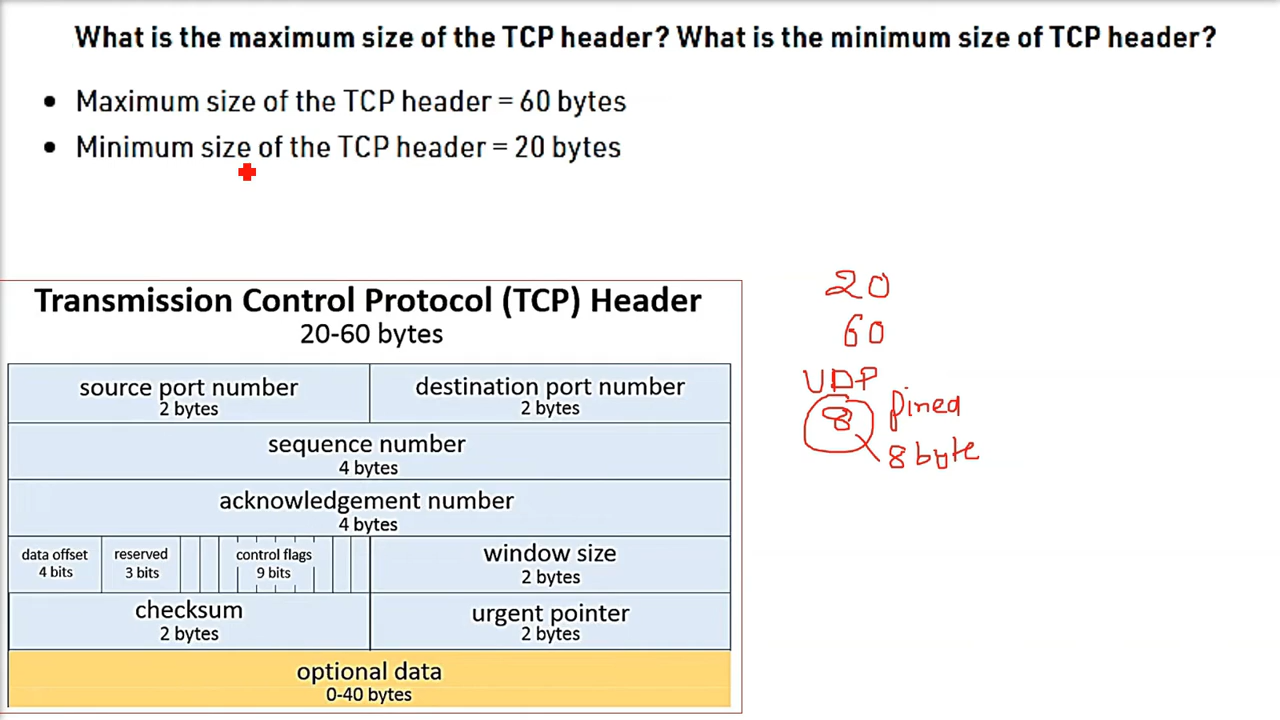 What is the maximum size of the TCP header? What is the minimum size of TCP header?
• Maximum size of the TCP header = 60 bytes
• Minimum size of the TCP header = 20 bytes
Transmission Control Protocol (TCP) Header
20-60 bytes
source port number
2 bytes
destination port number
2 bytes
sequence number
4 bytes
acknowledgement number
4 bytes
data offset
4 bits
reserved
3 bits
control flags
9 bits
window size
2 bytes
checksum
2 bytes
urgent pointer
2 bytes
optional data
0-40 bytes
20
60
UDP
8
8 byte